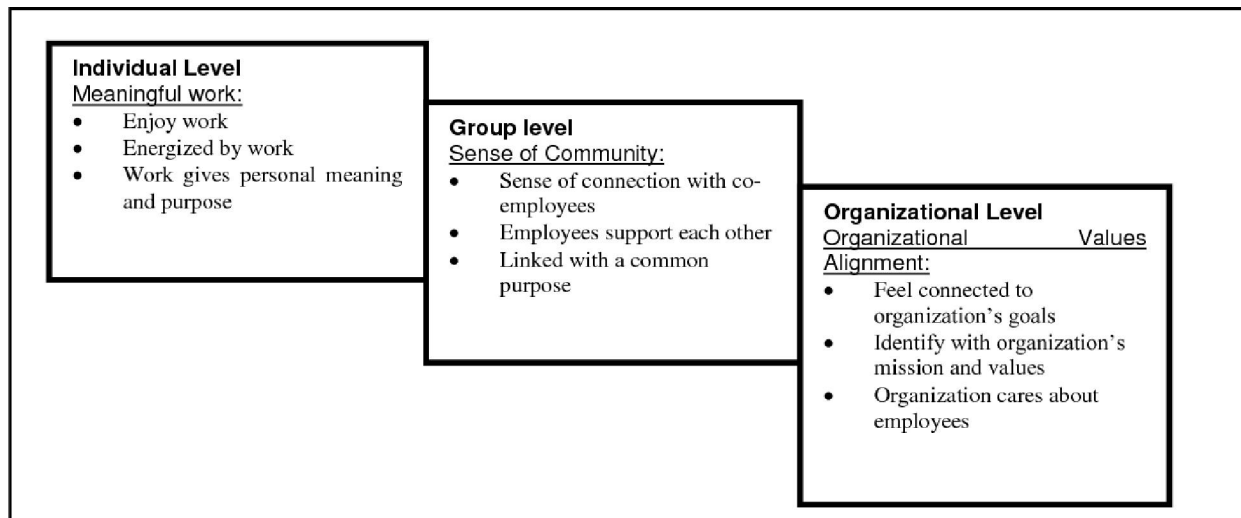 Individual Level
Meaningful work:
• Enjoy work
• Energized by work
• Work gives personal meaning
and purpose
Group level
Sense of Community:
• Sense of connection with co-
employees
• Employees support each other
• Linked with a common
purpose
Organizational Level
Organizational Values
Alignment:
• Feel connected to
organization's goals
• Identify with organization's
mission and values
• Organization cares about
employees